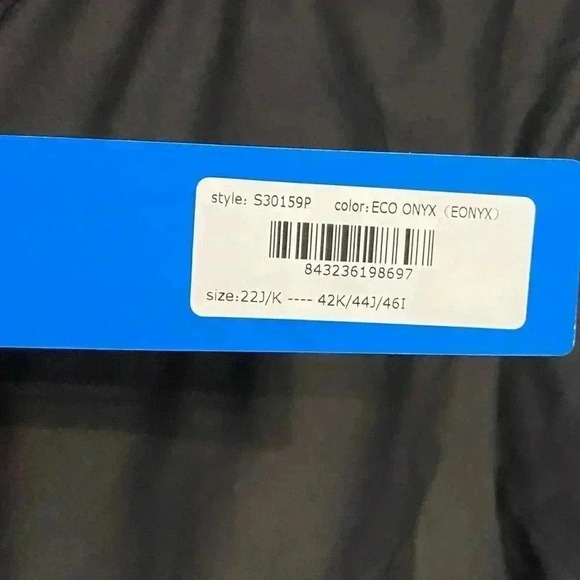 style: S30159P color:ECO ONYX（EONYX）
843236198697
size:22J/K ---- 42K/44J/46I